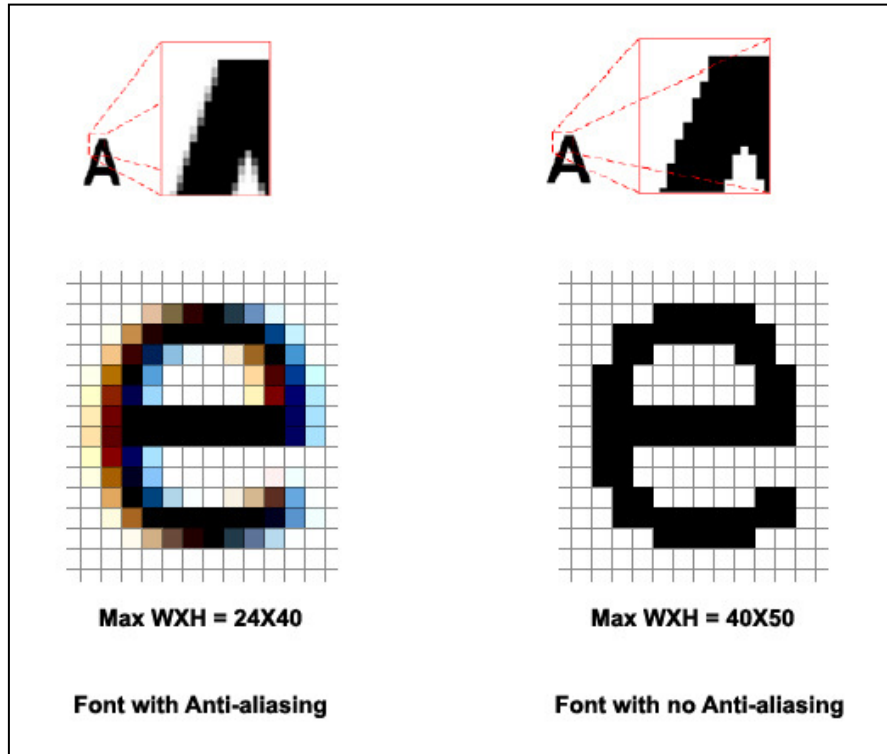 A
A
e
e
Max WXH = 24X40
Max WXH = 40X50
Font with Anti-aliasing
Font with no Anti-aliasing